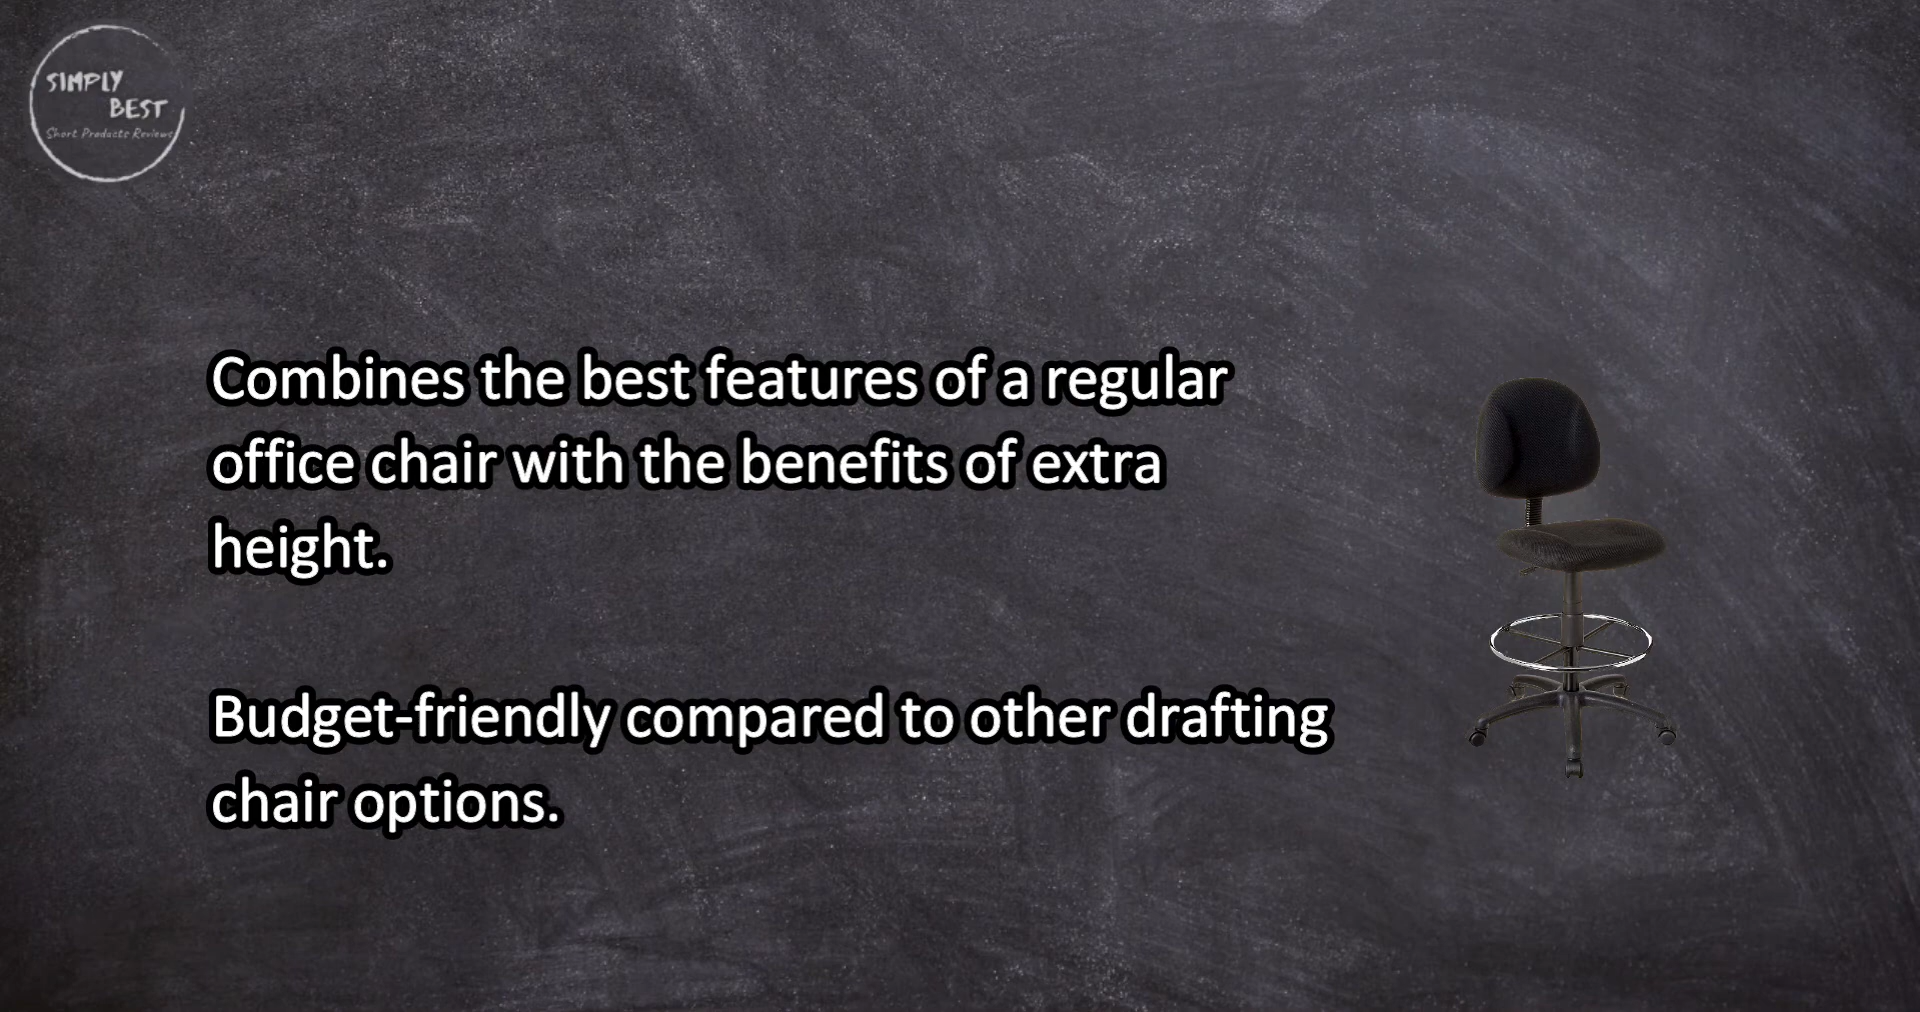 SIMPLY
BEST
Short Products Reviews
Combines the best features of a regular
office chair with the benefits of extra
height.
Budget-friendly compared to other drafting
chair options.